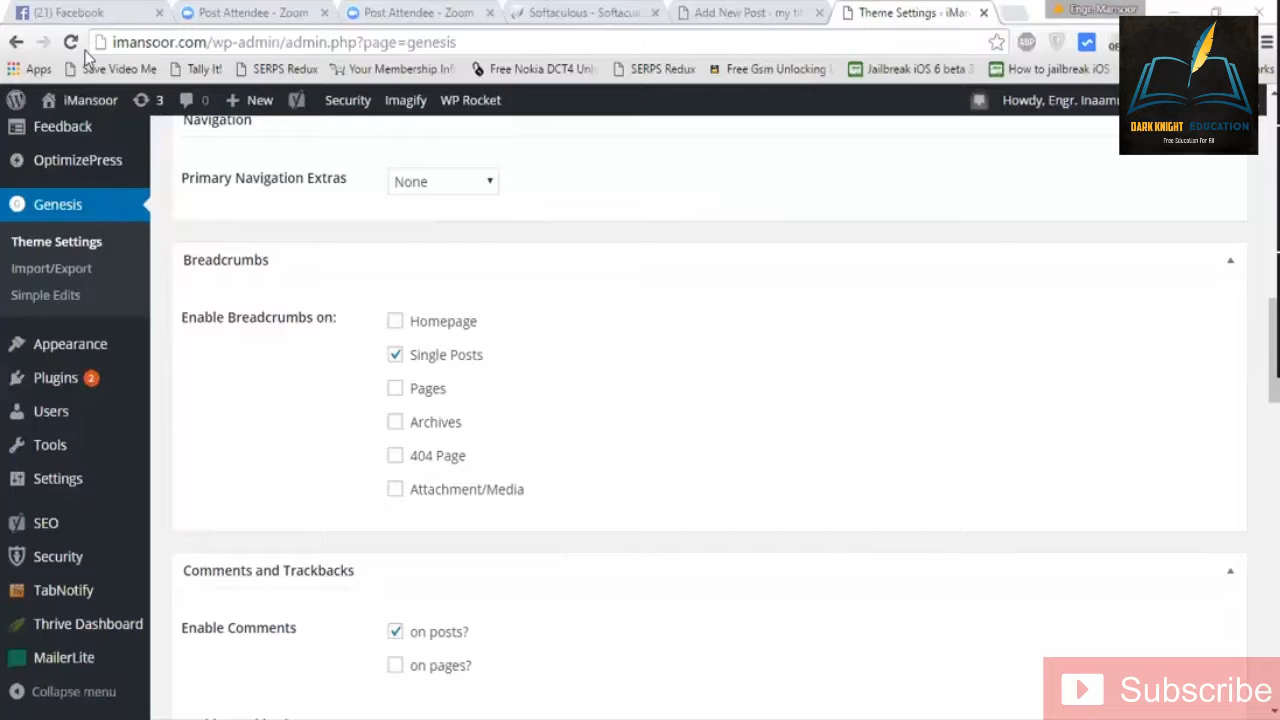 Facebook
Post Attendee - Zoom
Post Attendee - Zoom
Softaculous - Softacu
Add New Post - my tit
Theme Settings - iMan
Engr.Mansoor
imansoor.com/wp-admin/admin.php?page=genesis
ABP
Apps
Save Video Me
Tally It!
SERPS Redux
Your Membership Inf
Free Nokia DCT4 Unl
SERPS Redux
Free Gsm Unlocking
Jailbreak iOS 6 beta 3
How to jailbreak iOS
iMansoor
3
0
New
Security
Imagify
WP Rocket
Howdy, Engr. Inaam
DARK KNIGHT EDUCATION
Free Education For All
Feedback
OptimizePress
Genesis
Theme Settings
Import/Export
Simple Edits
Appearance
Plugins 2
Users
Tools
Settings
SEO
Security
TabNotify
Thrive Dashboard
MailerLite
Collapse menu
Navigation
Primary Navigation Extras
None
Breadcrumbs
Enable Breadcrumbs on:
Homepage
Single Posts
Pages
Archives
404 Page
Attachment/Media
Comments and Trackbacks
Enable Comments
on posts?
on pages?
Subscribe